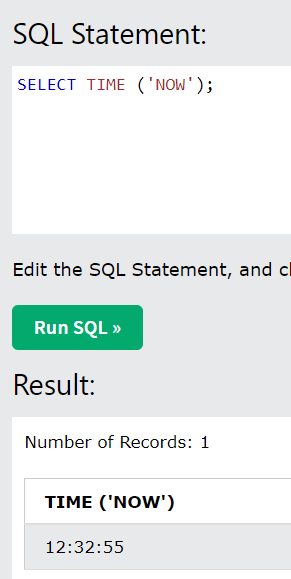 SQL Statement:
SELECT TIME ('NOW');
Edit the SQL Statement, and
Run SQL »
Result:
Number of Records: 1
TIME ('NOW')
12:32:55